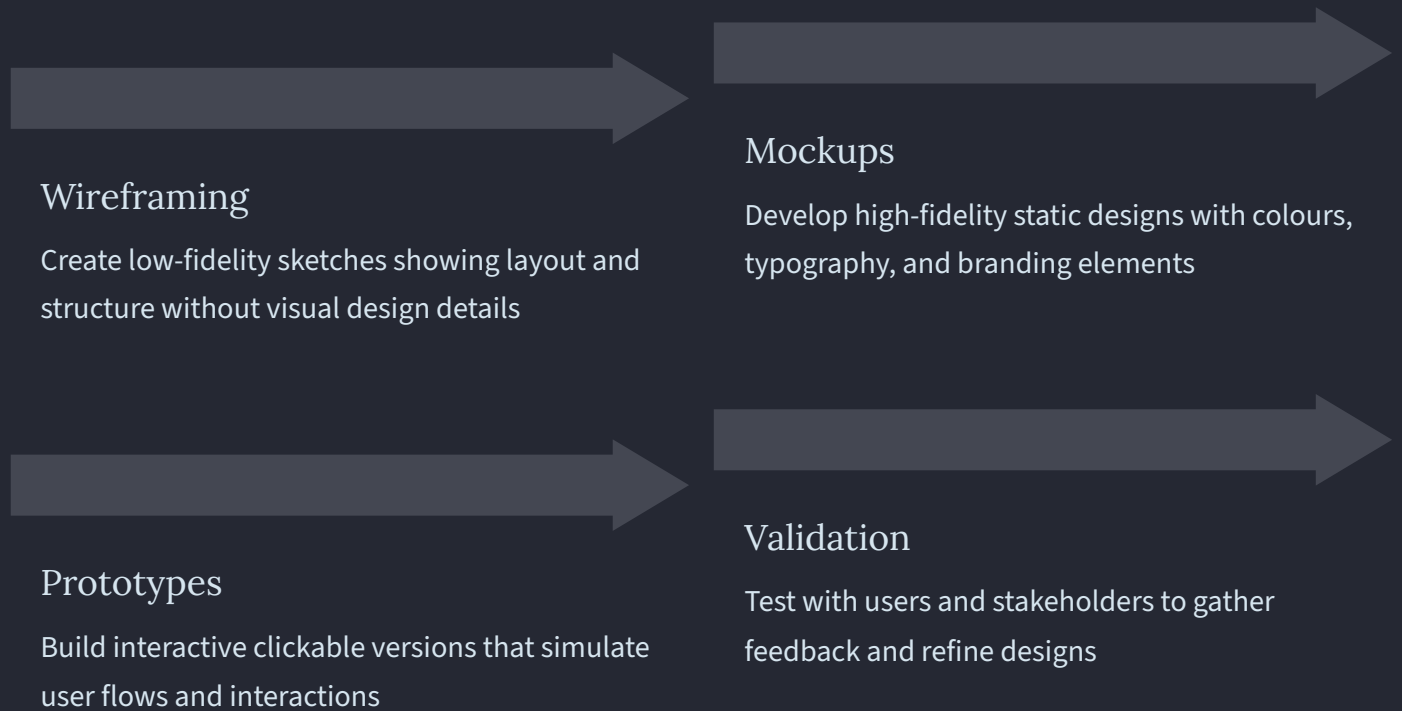 Wireframing
Create low-fidelity sketches showing layout and
structure without visual design details
Mockups
Develop high-fidelity static designs with colours,
typography, and branding elements
Prototypes
Build interactive clickable versions that simulate
user flows and interactions
Validation
Test with users and stakeholders to gather
feedback and refine designs